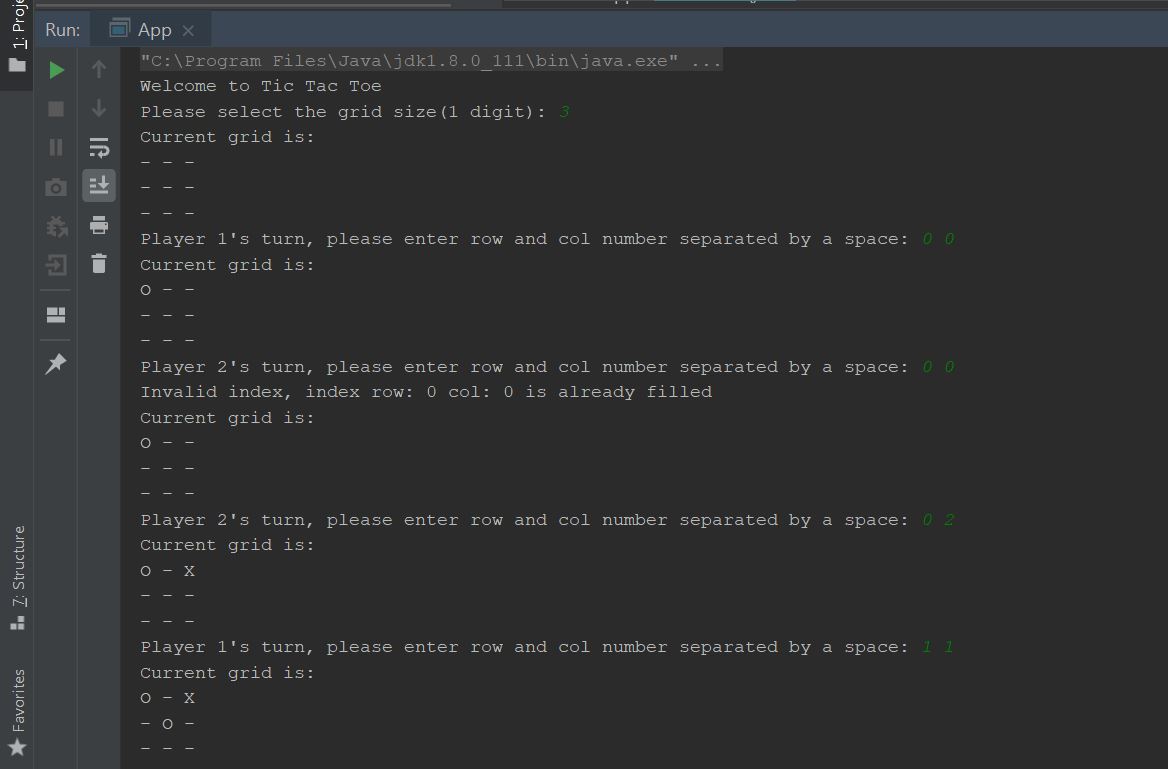 1: Proje
Run: App
"C:\Program Files\Java\jdk1.8.0_111\bin\java.exe" ...
Welcome to Tic Tac Toe
Please select the grid size(1 digit): 3
Current grid is:
- - -
- - -
- - -
Player 1's turn, please enter row and col number separated by a space: 0 0
Current grid is:
O - -
- - -
- - -
Player 2's turn, please enter row and col number separated by a space: 0 0
Invalid index, index row: 0 col: 0 is already filled
Current grid is:
O - -
- - -
- - -
Player 2's turn, please enter row and col number separated by a space: 0 2
Current grid is:
O - X
- - -
- - -
Player 1's turn, please enter row and col number separated by a space: 1 1
Current grid is:
O - X
- O -
- - -
7: Structure
Favorites